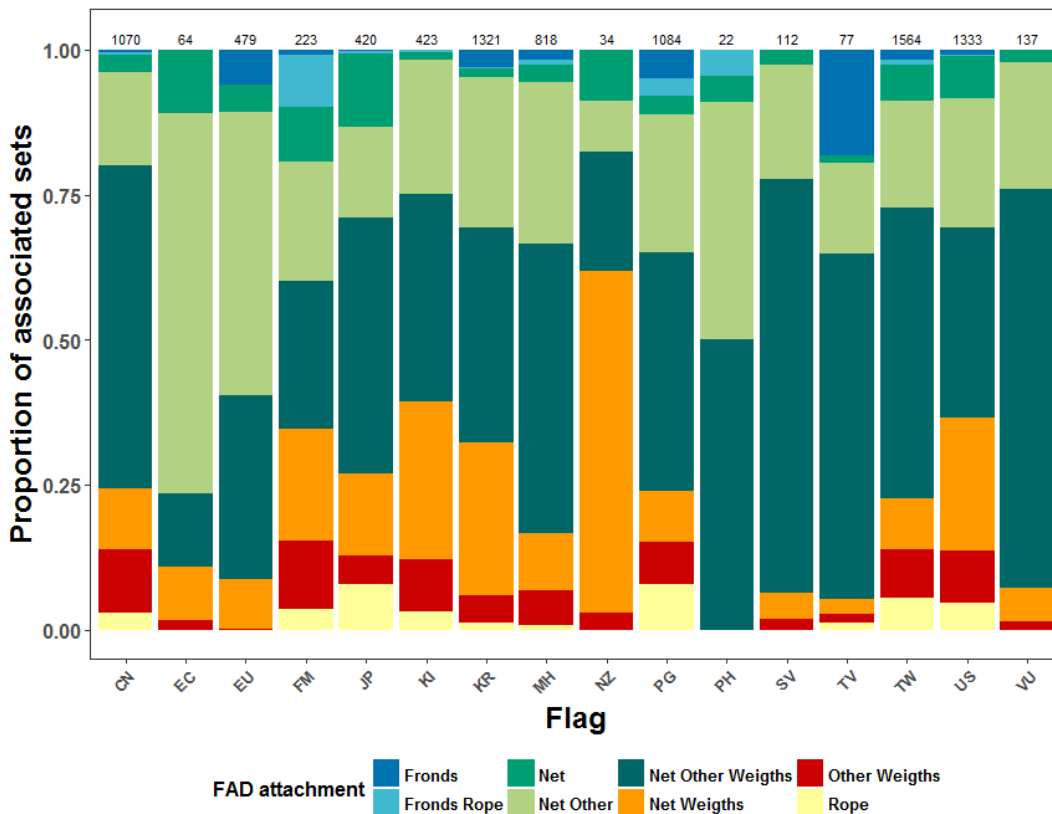 1070 64 479 223 420 423 1321 818 34 1084 22 112 77 1564 1333 137
1.00
0.75
0.50
0.25
0.00
Proportion of associated sets
CN EC EU FM JP KI KR MH NZ PG PH SV TV TW US VU
Flag
FAD attachment
Fronds Net Net Other Weigths Other Weigths
Fronds Rope Net Other Net Weigths Rope